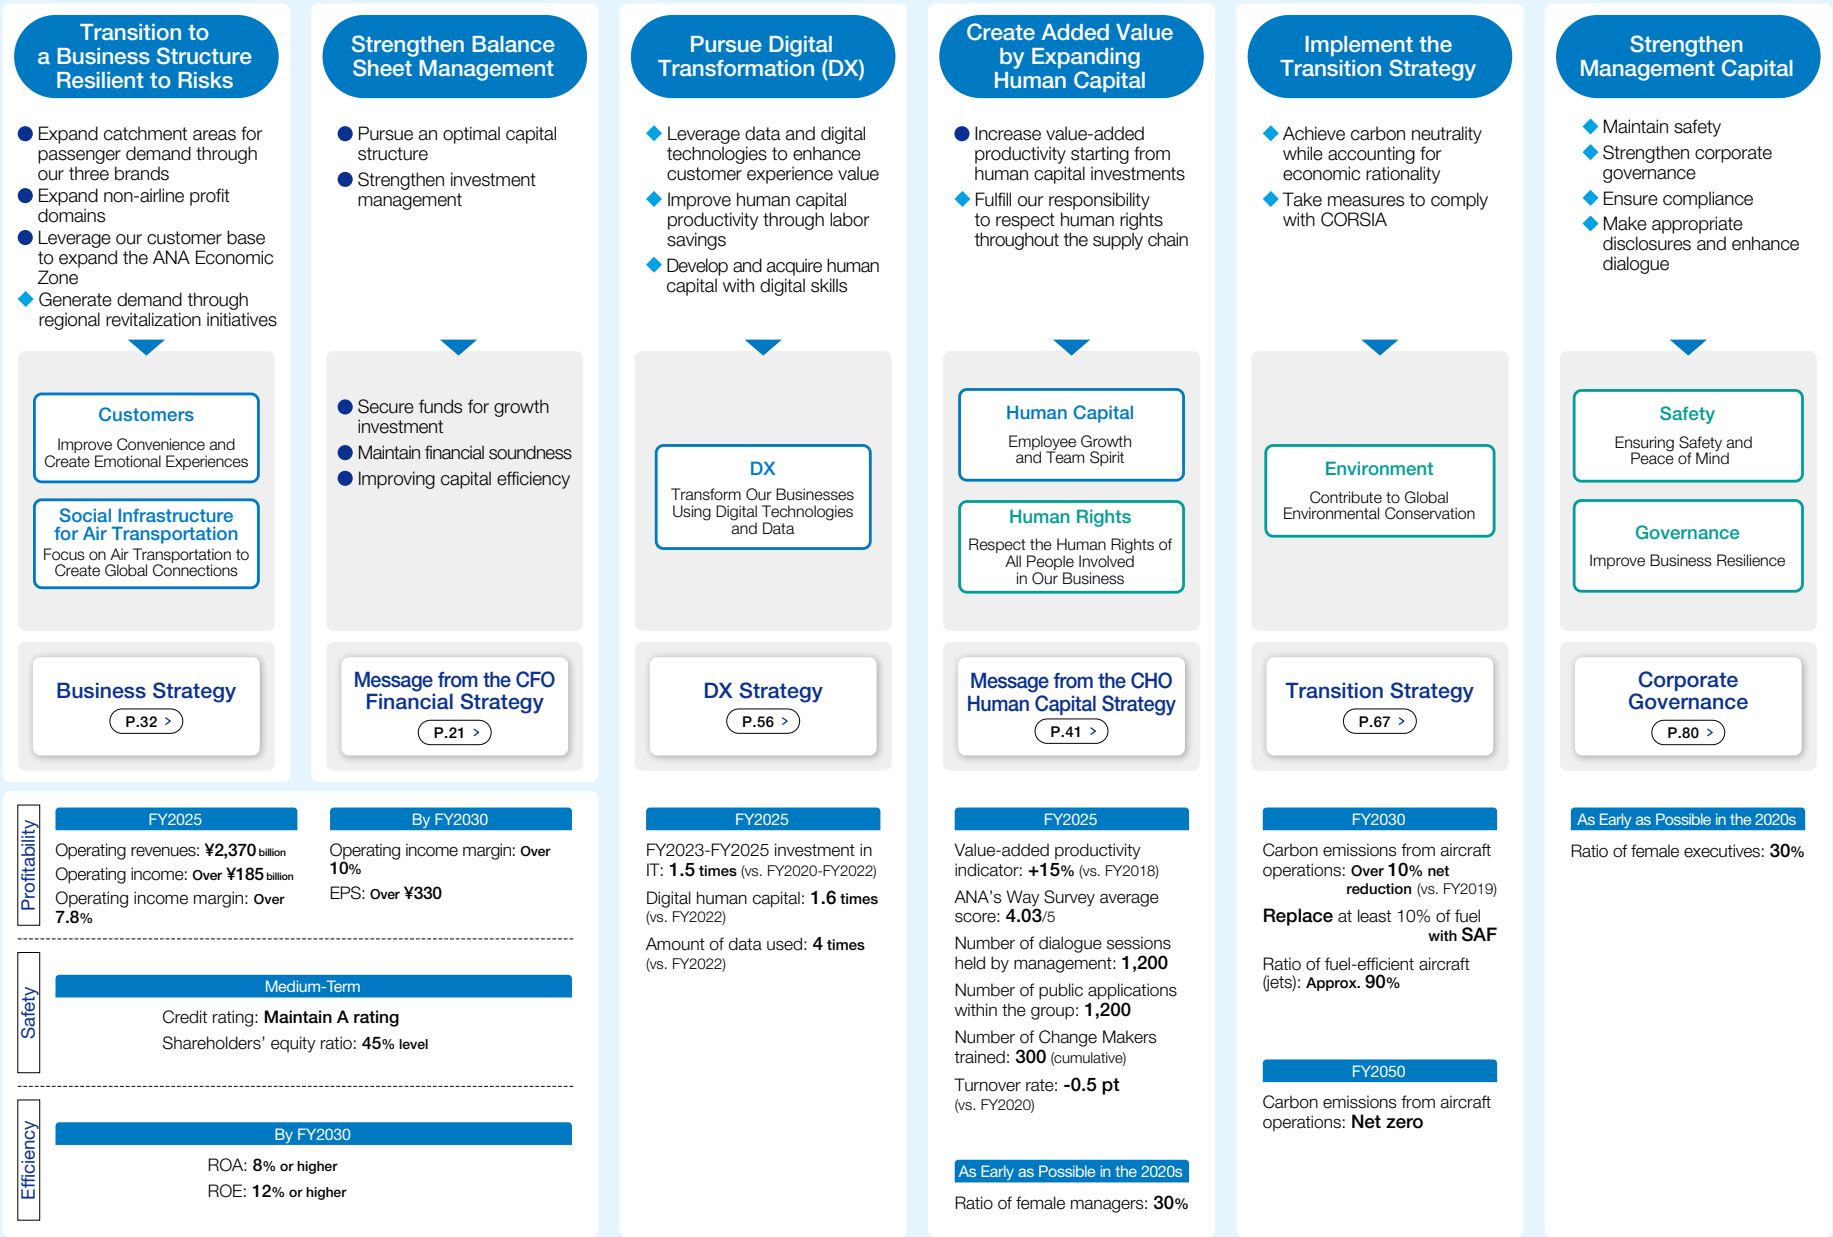 Transition to
a Business Structure
Resilient to Risks
Expand catchment areas for
passenger demand through
our three brands
Expand non-airline profit
domains
Leverage our customer base
to expand the ANA Economic
Zone
Generate demand through
regional revitalization initiatives
Customers
Improve Convenience and
Create Emotional Experiences
Social Infrastructure
for Air Transportation
Focus on Air Transportation to
Create Global Connections
Business Strategy
P.32 >
Strengthen Balance
Sheet Management
Pursue an optimal capital
structure
Strengthen investment
management
Secure funds for growth
investment
Maintain financial soundness
Improving capital efficiency
Message from the CFO
Financial Strategy
P.21 >
Profitability
FY2025
Operating revenues: ¥2,370 billion
Operating income: Over ¥185 billion
Operating income margin: Over
7.8%
By FY2030
Operating income margin: Over
10%
EPS: Over ¥330
Safety
Medium-Term
Credit rating: Maintain A rating
Shareholders' equity ratio: 45% level
Efficiency
By FY2030
ROA: 8% or higher
ROE: 12% or higher
Pursue Digital
Transformation (DX)
Leverage data and digital
technologies to enhance
customer experience value
Improve human capital
productivity through labor
savings
Develop and acquire human
capital with digital skills
DX
Transform Our Businesses
Using Digital Technologies
and Data
DX Strategy
P.56 >
FY2025
FY2023-FY2025 investment in
IT: 1.5 times (vs. FY2020-FY2022)
Digital human capital: 1.6 times
(vs. FY2022)
Amount of data used: 4 times
(vs. FY2022)
Create Added Value
by Expanding
Human Capital
Increase value-added
productivity starting from
human capital investments
Fulfill our responsibility
to respect human rights
throughout the supply chain
Human Capital
Employee Growth
and Team Spirit
Human Rights
Respect the Human Rights of
All People Involved
in Our Business
Message from the CHO
Human Capital Strategy
P.41 >
FY2025
Value-added productivity
indicator: +15% (vs. FY2018)
ANA's Way Survey average
score: 4.03/5
Number of dialogue sessions
held by management: 1,200
Number of public applications
within the group: 1,200
Number of Change Makers
trained: 300 (cumulative)
Turnover rate: -0.5 pt
(vs. FY2020)
As Early as Possible in the 2020s
Ratio of female managers: 30%
Implement the
Transition Strategy
Achieve carbon neutrality
while accounting for
economic rationality
Take measures to comply
with CORSIA
Environment
Contribute to Global
Environmental Conservation
Transition Strategy
P.67 >
FY2030
Carbon emissions from aircraft
operations: Over 10% net
reduction (vs. FY2019)
Replace at least 10% of fuel
with SAF
Ratio of fuel-efficient aircraft
(jets): Approx. 90%
FY2050
Carbon emissions from aircraft
operations: Net zero
Strengthen
Management Capital
Maintain safety
Strengthen corporate
governance
Ensure compliance
Make appropriate
disclosures and enhance
dialogue
Safety
Ensuring Safety and
Peace of Mind
Governance
Improve Business Resilience
Corporate
Governance
P.80 >
As Early as Possible in the 2020s
Ratio of female executives: 30%